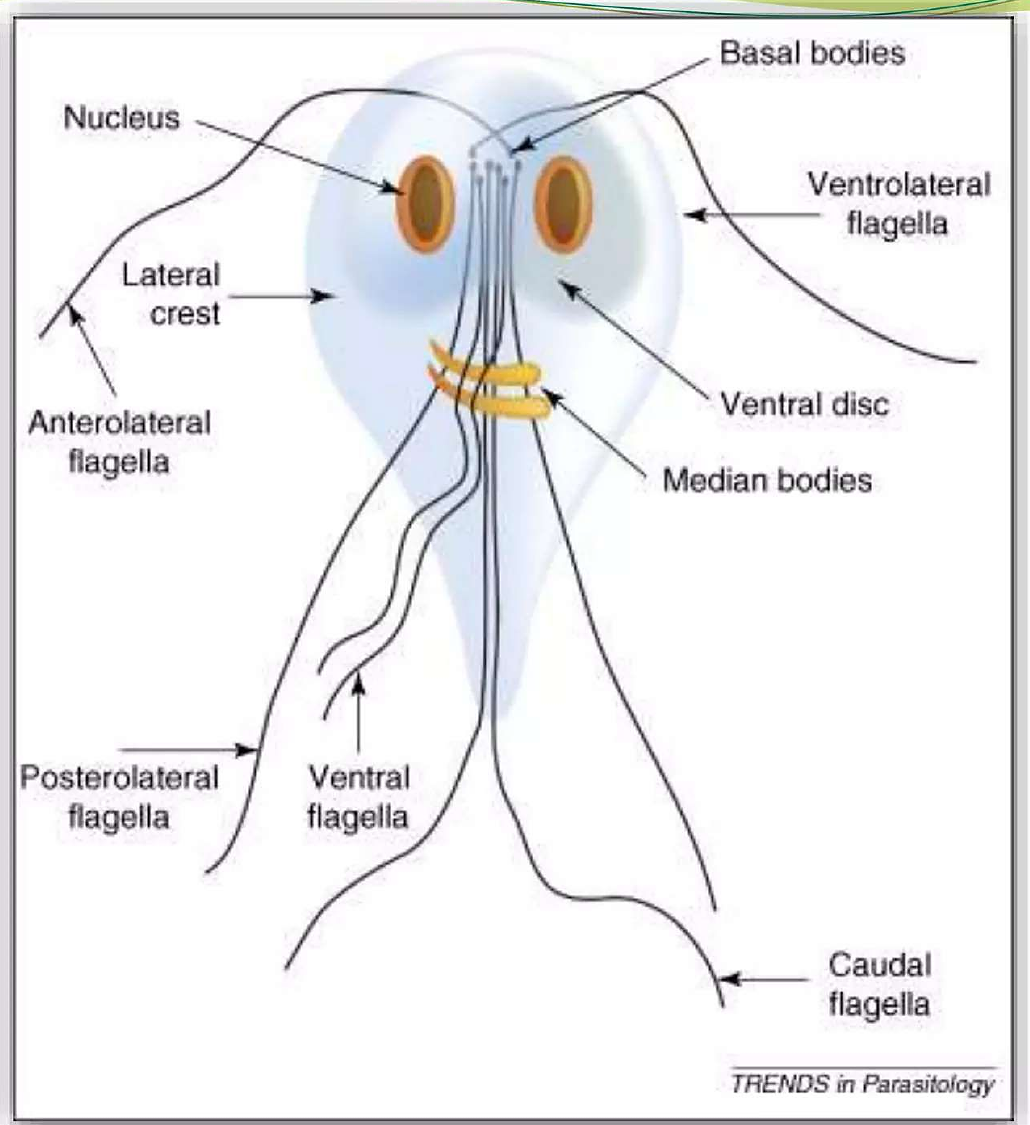 Basal bodies
Nucleus
Ventrolateral
flagella
Lateral
crest
Anterolateral
flagella
Ventral disc
Median bodies
Posterolateral
flagella
Ventral
flagella
Caudal
flagella
TRENDS in Parasitology